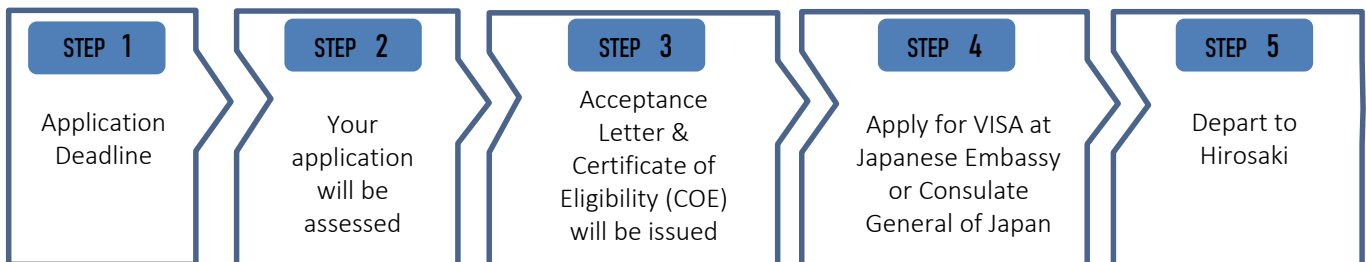 STEP 1
Application
Deadline
STEP 2
Your
application
will be
assessed
STEP 3
Acceptance
Letter &
Certificate of
Eligibility (COE)
will be issued
STEP 4
Apply for VISA at
Japanese Embassy
or Consulate
General of Japan
STEP 5
Depart to
Hirosaki